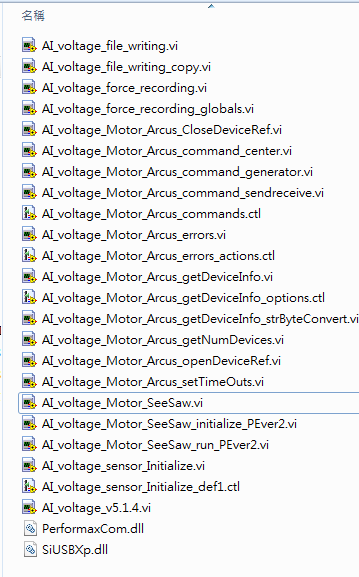 名稱
AI_voltage_file_writing.vi
AI_voltage_file_writing_copy.vi
AI_voltage_force_recording.vi
AI_voltage_force_recording_globals.vi
AI_voltage_Motor_Arcus_CloseDeviceRef.vi
AI_voltage_Motor_Arcus_command_center.vi
AI_voltage_Motor_Arcus_command_generator.vi
AI_voltage_Motor_Arcus_command_sendreceive.vi
AI_voltage_Motor_Arcus_commands.ctl
AI_voltage_Motor_Arcus_errors.vi
AI_voltage_Motor_Arcus_errors_actions.ctl
AI_voltage_Motor_Arcus_getDeviceInfo.vi
AI_voltage_Motor_Arcus_getDeviceInfo_options.ctl
AI_voltage_Motor_Arcus_getDeviceInfo_strByteConvert.vi
AI_voltage_Motor_Arcus_getNumDevices.vi
AI_voltage_Motor_Arcus_openDeviceRef.vi
AI_voltage_Motor_Arcus_setTimeOuts.vi
AI_voltage_Motor_SeeSaw.vi
AI_voltage_Motor_SeeSaw_initialize_PEver2.vi
AI_voltage_Motor_SeeSaw_run_PEver2.vi
AI_voltage_sensor_Initialize.vi
AI_voltage_sensor_Initialize_def1.ctl
AI_voltage_v5.1.4.vi
PerformaxCom.dll
SiUSBXp.dll